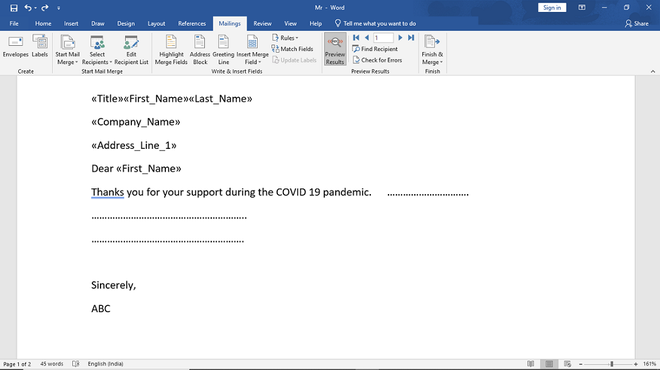 Mr - Word
Sign in
File Home Insert Draw Design Layout References Mailings Review View Help Tell me what you want to do Share
Envelopes Labels
Create
Start Mail Merge
Select Recipients
Edit Recipient List
Start Mail Merge
Highlight Merge Fields
Address Block
Greeting Line
Insert Merge Field
Rules
Match Fields
Update Labels
Write & Insert Fields
Preview Results
1
Find Recipient
Check for Errors
Preview Results
Finish & Merge
Finish
«Title»«First_Name»«Last_Name»
«Company_Name»
«Address_Line_1»
Dear «First_Name»
Thanks you for your support during the COVID 19 pandemic. ..............................
..........................................................
.........................................................
Sincerely,
ABC
Page 1 of 2 45 words English (India) 161%